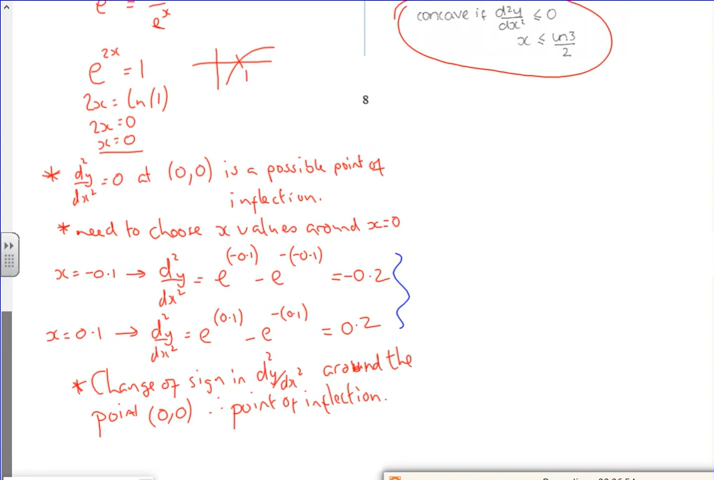 e^x = 1/e^x
e^2x = 1
2x = ln(1)
2x = 0
x = 0
1
* d²y/dx² = 0 at (0,0) is a possible point of
inflection.
* need to choose x values around x=0
x = -0.1 → d²y/dx² = e^(-0.1) - e^-(-0.1) = -0.2
x = 0.1 → d²y/dx² = e^(0.1) - e^-(0.1) = 0.2
* Change of sign in d²y/dx² around the
point (0,0) ∴ point of inflection.
concave if d²y/dx² ≤ 0
x ≤ ln3/2
8